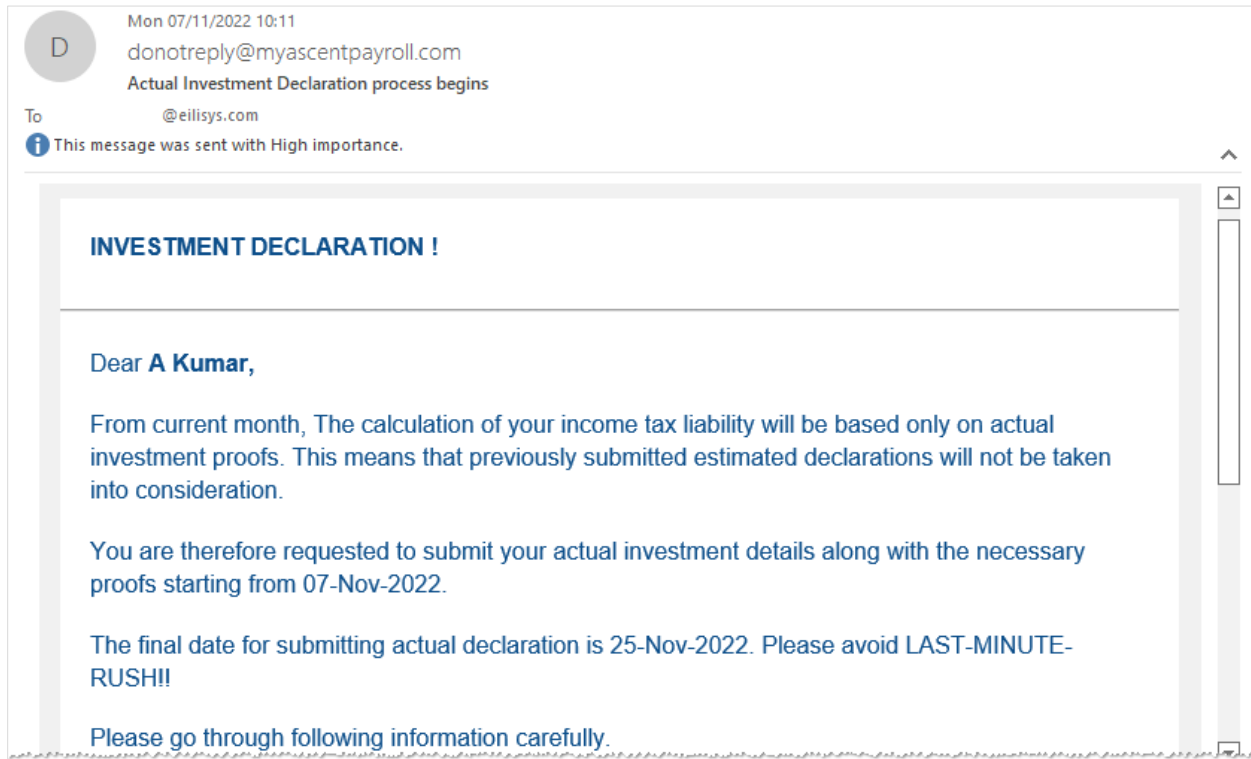 D
Mon 07/11/2022 10:11
donotreply@myascentpayroll.com
Actual Investment Declaration process begins
To @eilisys.com
This message was sent with High importance.
INVESTMENT DECLARATION !
Dear A Kumar,
From current month, The calculation of your income tax liability will be based only on actual
investment proofs. This means that previously submitted estimated declarations will not be taken
into consideration.
You are therefore requested to submit your actual investment details along with the necessary
proofs starting from 07-Nov-2022.
The final date for submitting actual declaration is 25-Nov-2022. Please avoid LAST-MINUTE-
RUSH!!
Please go through following information carefully.